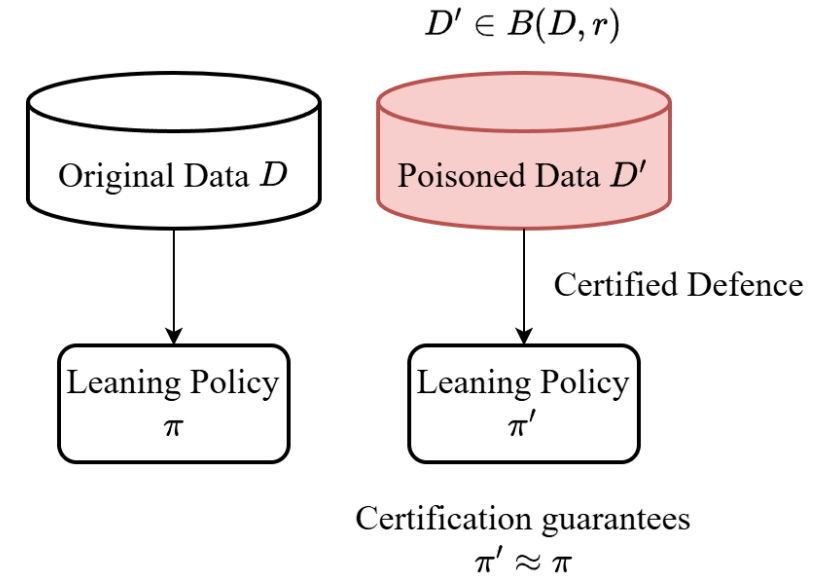 D′ ∈ B(D, r)
Original Data D
Poisoned Data D′
Certified Defence
Leaning Policy
π
Leaning Policy
π′
Certification guarantees
π′ ≈ π